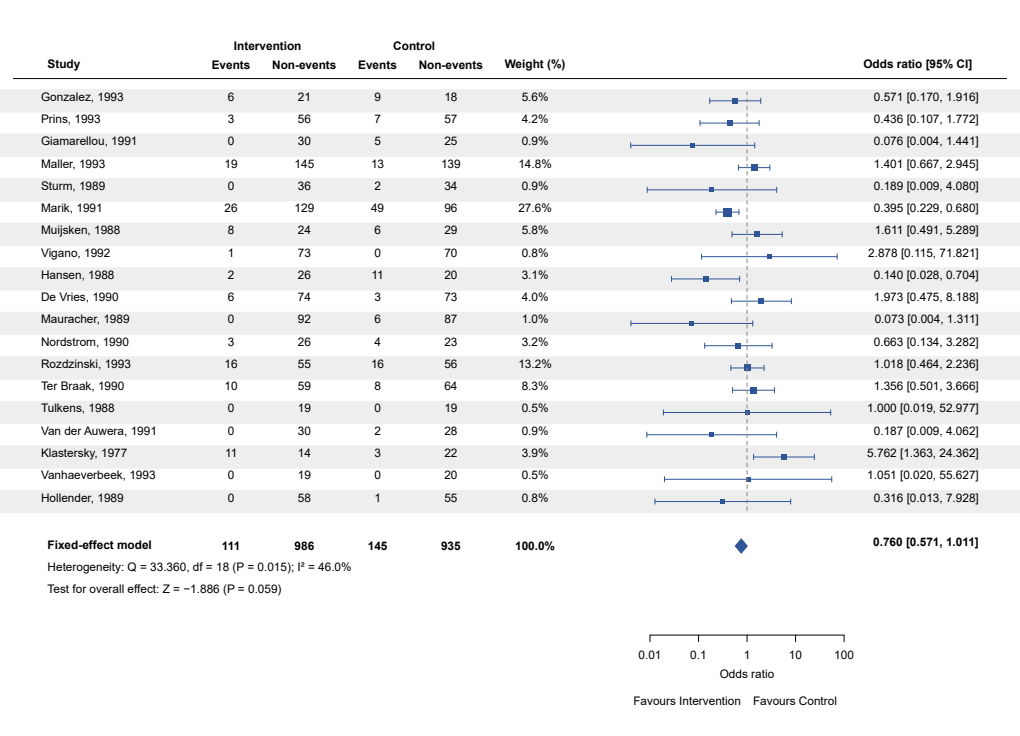 Intervention Control
Study Events Non-events Events Non-events Weight (%) Odds ratio [95% CI]
Gonzalez, 1993 6 21 9 18 5.6% 0.571 [0.170, 1.916]
Prins, 1993 3 56 7 57 4.2% 0.436 [0.107, 1.772]
Giamarellou, 1991 0 30 5 25 0.9% 0.076 [0.004, 1.441]
Maller, 1993 19 145 13 139 14.8% 1.401 [0.667, 2.945]
Sturm, 1989 0 36 2 34 0.9% 0.189 [0.009, 4.080]
Marik, 1991 26 129 49 96 27.6% 0.395 [0.229, 0.680]
Muijsken, 1988 8 24 6 29 5.8% 1.611 [0.491, 5.289]
Vigano, 1992 1 73 0 70 0.8% 2.878 [0.115, 71.821]
Hansen, 1988 2 26 11 20 3.1% 0.140 [0.028, 0.704]
De Vries, 1990 6 74 3 73 4.0% 1.973 [0.475, 8.188]
Mauracher, 1989 0 92 6 87 1.0% 0.073 [0.004, 1.311]
Nordstrom, 1990 3 26 4 23 3.2% 0.663 [0.134, 3.282]
Rozdzinski, 1993 16 55 16 56 13.2% 1.018 [0.464, 2.236]
Ter Braak, 1990 10 59 8 64 8.3% 1.356 [0.501, 3.666]
Tulkens, 1988 0 19 0 19 0.5% 1.000 [0.019, 52.977]
Van der Auwera, 1991 0 30 2 28 0.9% 0.187 [0.009, 4.062]
Klastersky, 1977 11 14 3 22 3.9% 5.762 [1.363, 24.362]
Vanhaeverbeek, 1993 0 19 0 20 0.5% 1.051 [0.020, 55.627]
Hollender, 1989 0 58 1 55 0.8% 0.316 [0.013, 7.928]
Fixed-effect model 111 986 145 935 100.0% 0.760 [0.571, 1.011]
Heterogeneity: Q = 33.360, df = 18 (P = 0.015); I² = 46.0%
Test for overall effect: Z = −1.886 (P = 0.059)
0.01 0.1 1 10 100
Odds ratio
Favours Intervention Favours Control